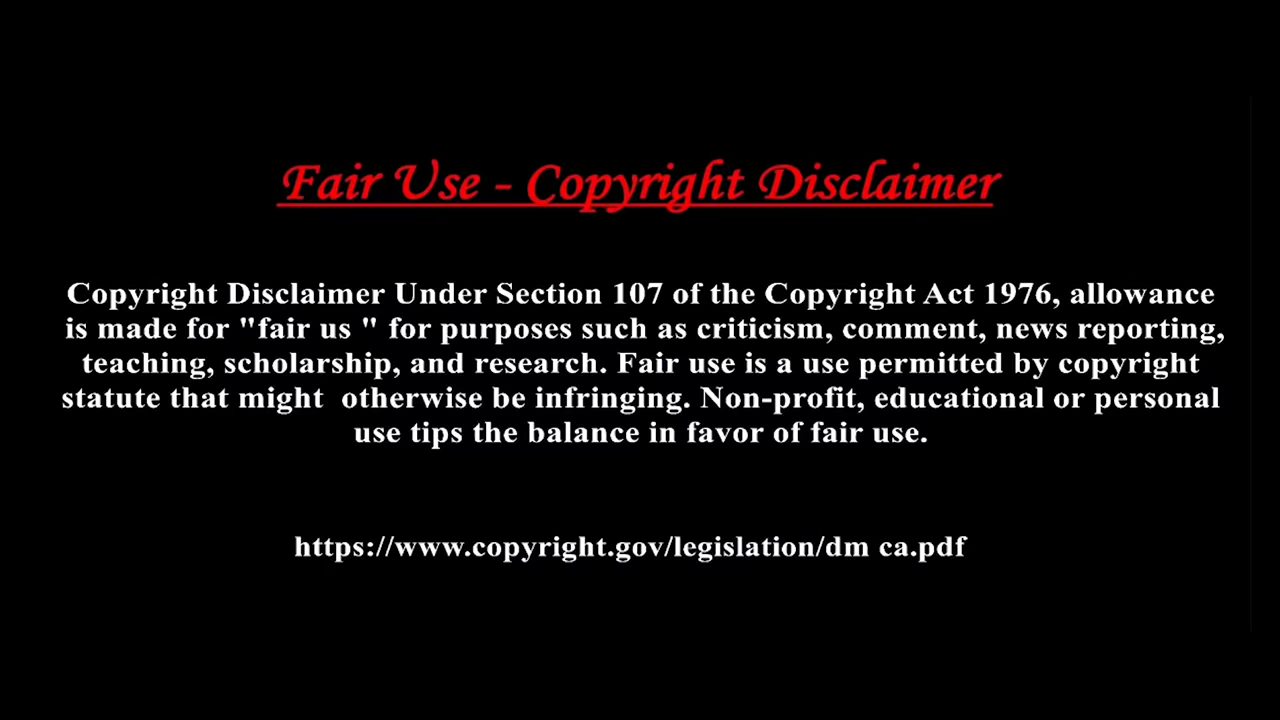 Fair Use - Copyright Disclaimer
Copyright Disclaimer Under Section 107 of the Copyright Act 1976, allowance
is made for "fair us " for purposes such as criticism, comment, news reporting,
teaching, scholarship, and research. Fair use is a use permitted by copyright
statute that might  otherwise be infringing. Non-profit, educational or personal
use tips the balance in favor of fair use.
https://www.copyright.gov/legislation/dm ca.pdf